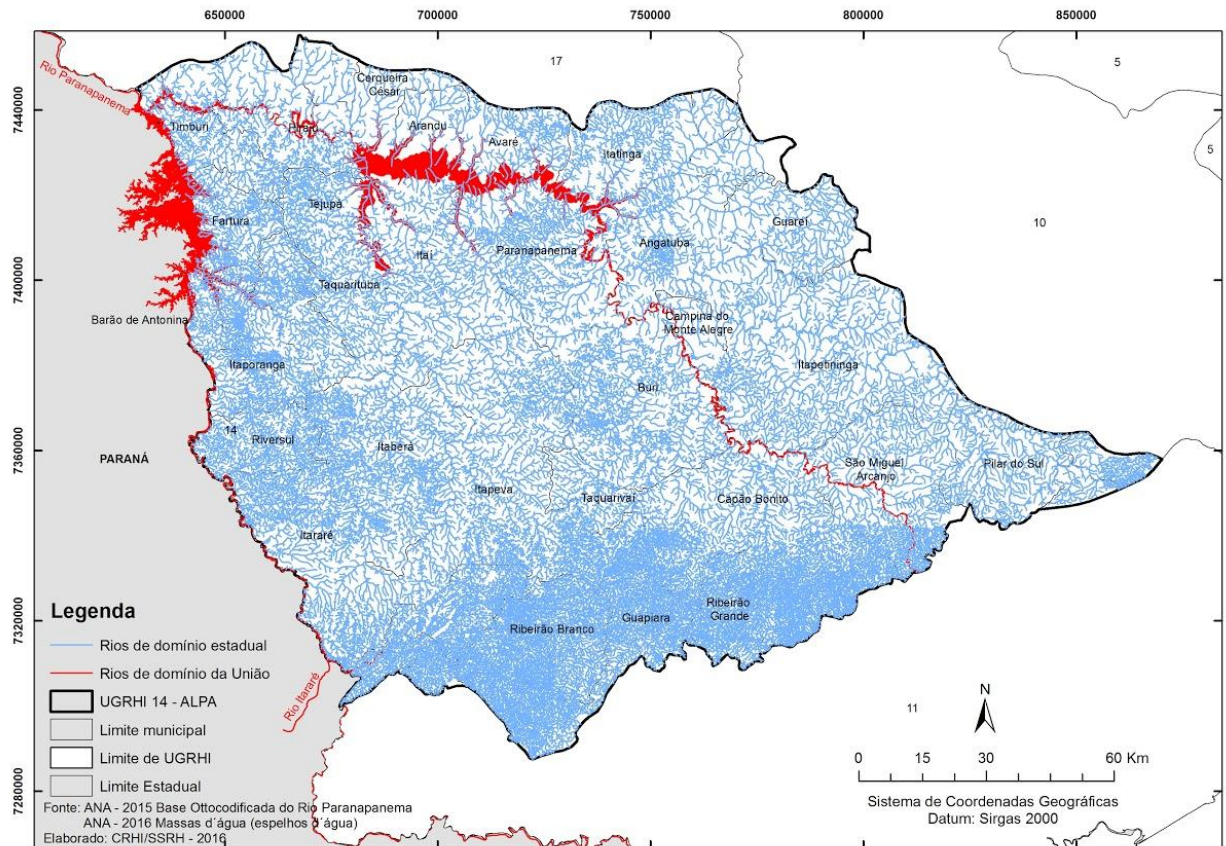 650000
700000
750000
800000
850000
7440000
7400000
7360000
7320000
7280000
17
5
5
10
11
14
Rio Paranapanema
Cerqueira
César
Timburi
Piraju
Arandu
Avaré
Itatinga
Tejupá
Fartura
Guareí
Angatuba
Paranapanema
Itaí
Taquarituba
Barão de Antonina
Campina do
Monte Alegre
Itaporanga
Itapetininga
Buri
Riversul
Itaberá
PARANÁ
São Miguel
Arcanjo
Pilar do Sul
Itapeva
Taquarivaí
Capão Bonito
Itararé
Ribeirão Branco
Guapiara
Ribeirão
Grande
Rio Itararé
Legenda
Rios de domínio estadual
Rios de domínio da União
UGRHI 14 - ALPA
Limite municipal
Limite de UGRHI
Limite Estadual
Fonte: ANA - 2015 Base Ottocodificada do Rio Paranapanema
ANA - 2016 Massas d´água (espelhos d´água)
Elaborado: CRHI/SSRH - 2016
N
0 15 30 60 Km
Sistema de Coordenadas Geográficas
Datum: Sirgas 2000